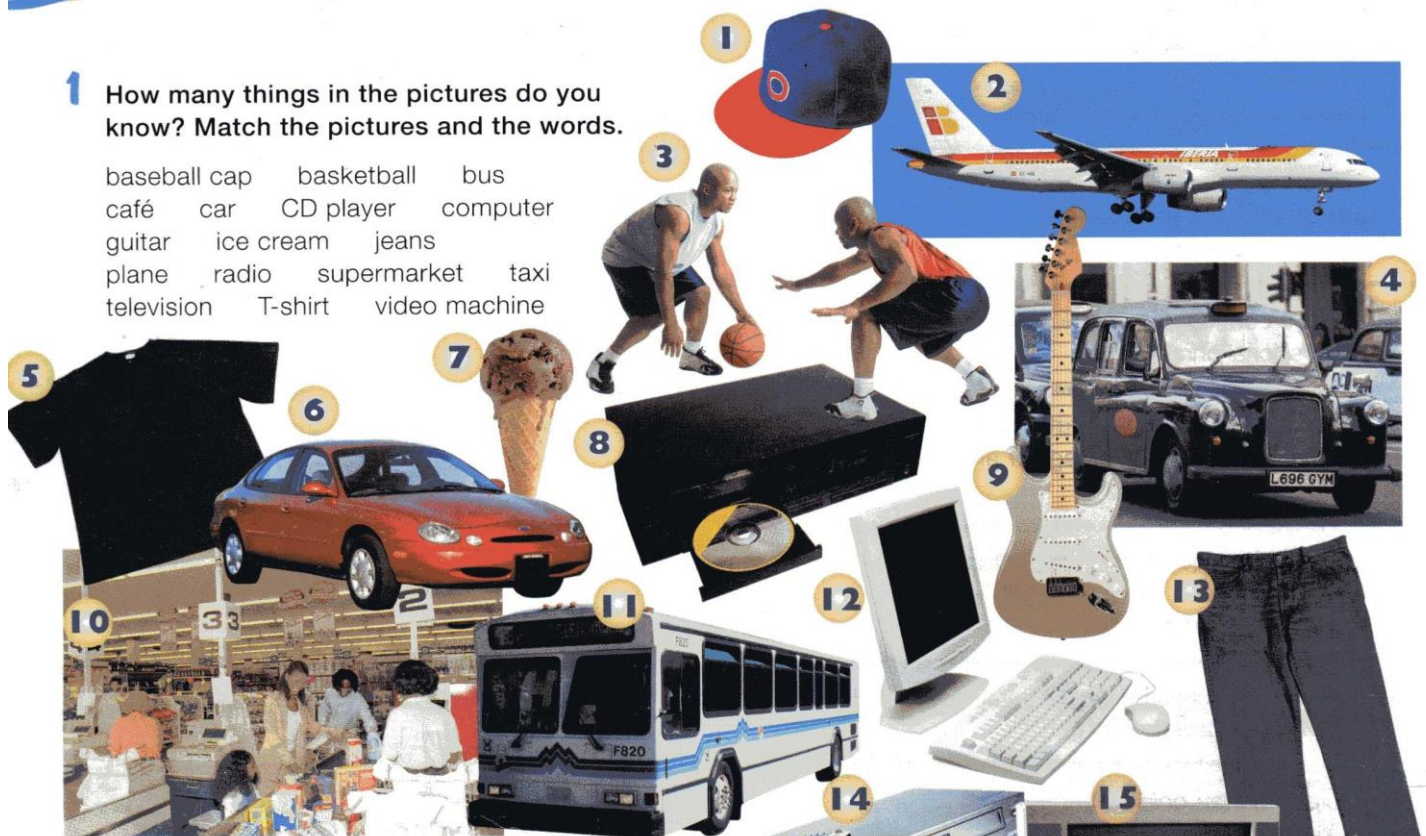 1 How many things in the pictures do you
know? Match the pictures and the words.
baseball cap basketball bus
café car CD player computer
guitar ice cream jeans
plane radio supermarket taxi
television T-shirt video machine
1
2
IBERIA
3
4
L696 GYM
5
6
7
8
9
10
33
2
11
F820
F820
12
13
14
15